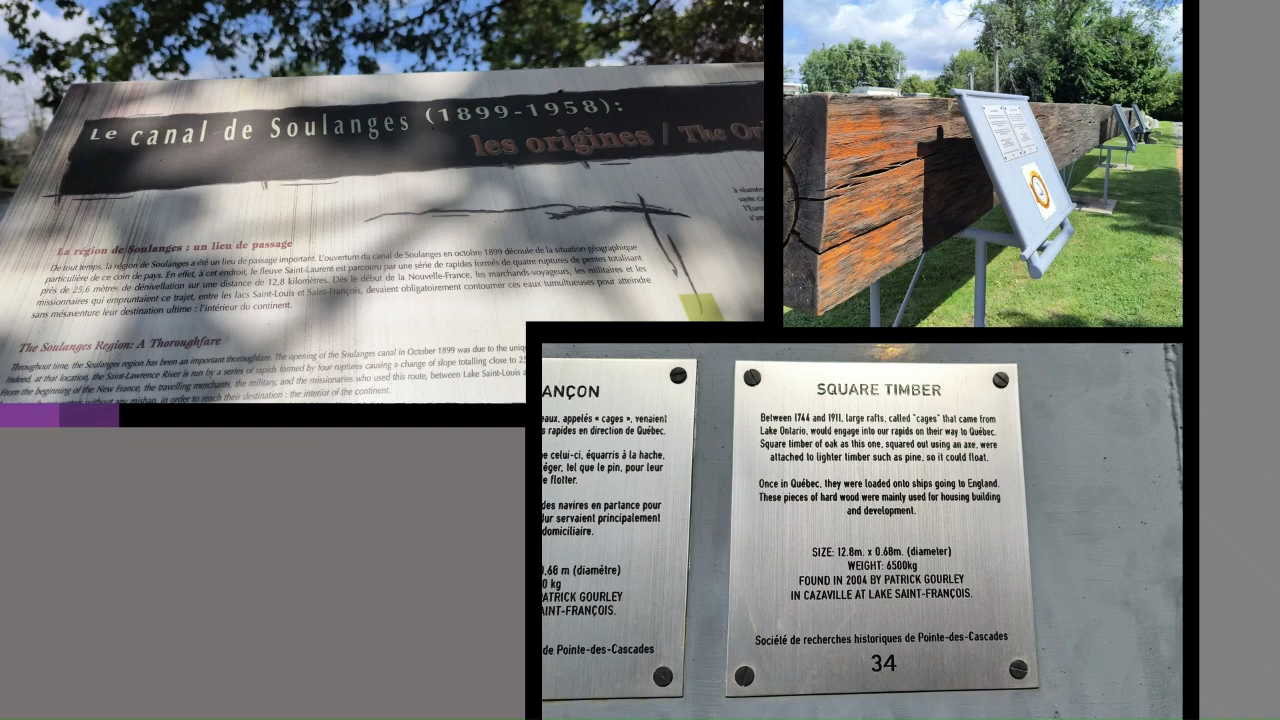 Le canal de Soulanges (1899-1958):
les origines / The Ori
La région de Soulanges : un lieu de passage
De tout temps, la région de Soulanges a été un lieu de passage important. L'ouverture du canal de Soulanges en octobre 1899 découle de la situation géographique
particulière de ce coin de pays. En effet, à cet endroit, le fleuve Saint-Laurent est parcouru par une série de rapides formés de quatre ruptures de pentes totalisant
près de 25,6 mètres de dénivellation sur une distance de 12,8 kilomètres. Dès le début de la Nouvelle-France, les marchands-voyageurs, les militaires et les
missionnaires qui empruntaient ce trajet, entre les lacs Saint-Louis et Saint-François, devaient obligatoirement contourner ces eaux tumultueuses pour atteindre
sans mésaventure leur destination ultime : l'intérieur du continent.
The Soulanges Region: A Thoroughfare
Throughout time, the Soulanges region has been an important thoroughfare. The opening of the Soulanges canal in October 1899 was due to the uniq
Indeed, at that location, the Saint-Lawrence River is run by a series of rapids formed by four ruptures causing a change of slope totalling close to 25
From the beginning of the New France, the travelling merchants, the military, and the missionaries who used this route, between Lake Saint-Louis a
without any mishap, in order to reach their destination : the interior of the continent.
ANÇON
eaux, appelés « cages », venaient
s rapides en direction de Québec.
e celui-ci, équarris à la hache,
éger, tel que le pin, pour leur
e flotter.
des navires en partance pour
dur servaient principalement
domiciliaire.
0.68 m (diamètre)
0 kg
PATRICK GOURLEY
AINT-FRANÇOIS.
de Pointe-des-Cascades
SQUARE TIMBER
Between 1744 and 1911, large rafts, called "cages" that came from
Lake Ontario, would engage into our rapids on their way to Québec.
Square timber of oak as this one, squared out using an axe, were
attached to lighter timber such as pine, so it could float.
Once in Québec, they were loaded onto ships going to England.
These pieces of hard wood were mainly used for housing building
and development.
SIZE: 12.8m. x 0.68m. (diameter)
WEIGHT: 6500kg
FOUND IN 2004 BY PATRICK GOURLEY
IN CAZAVILLE AT LAKE SAINT-FRANÇOIS.
Société de recherches historiques de Pointe-des-Cascades
34